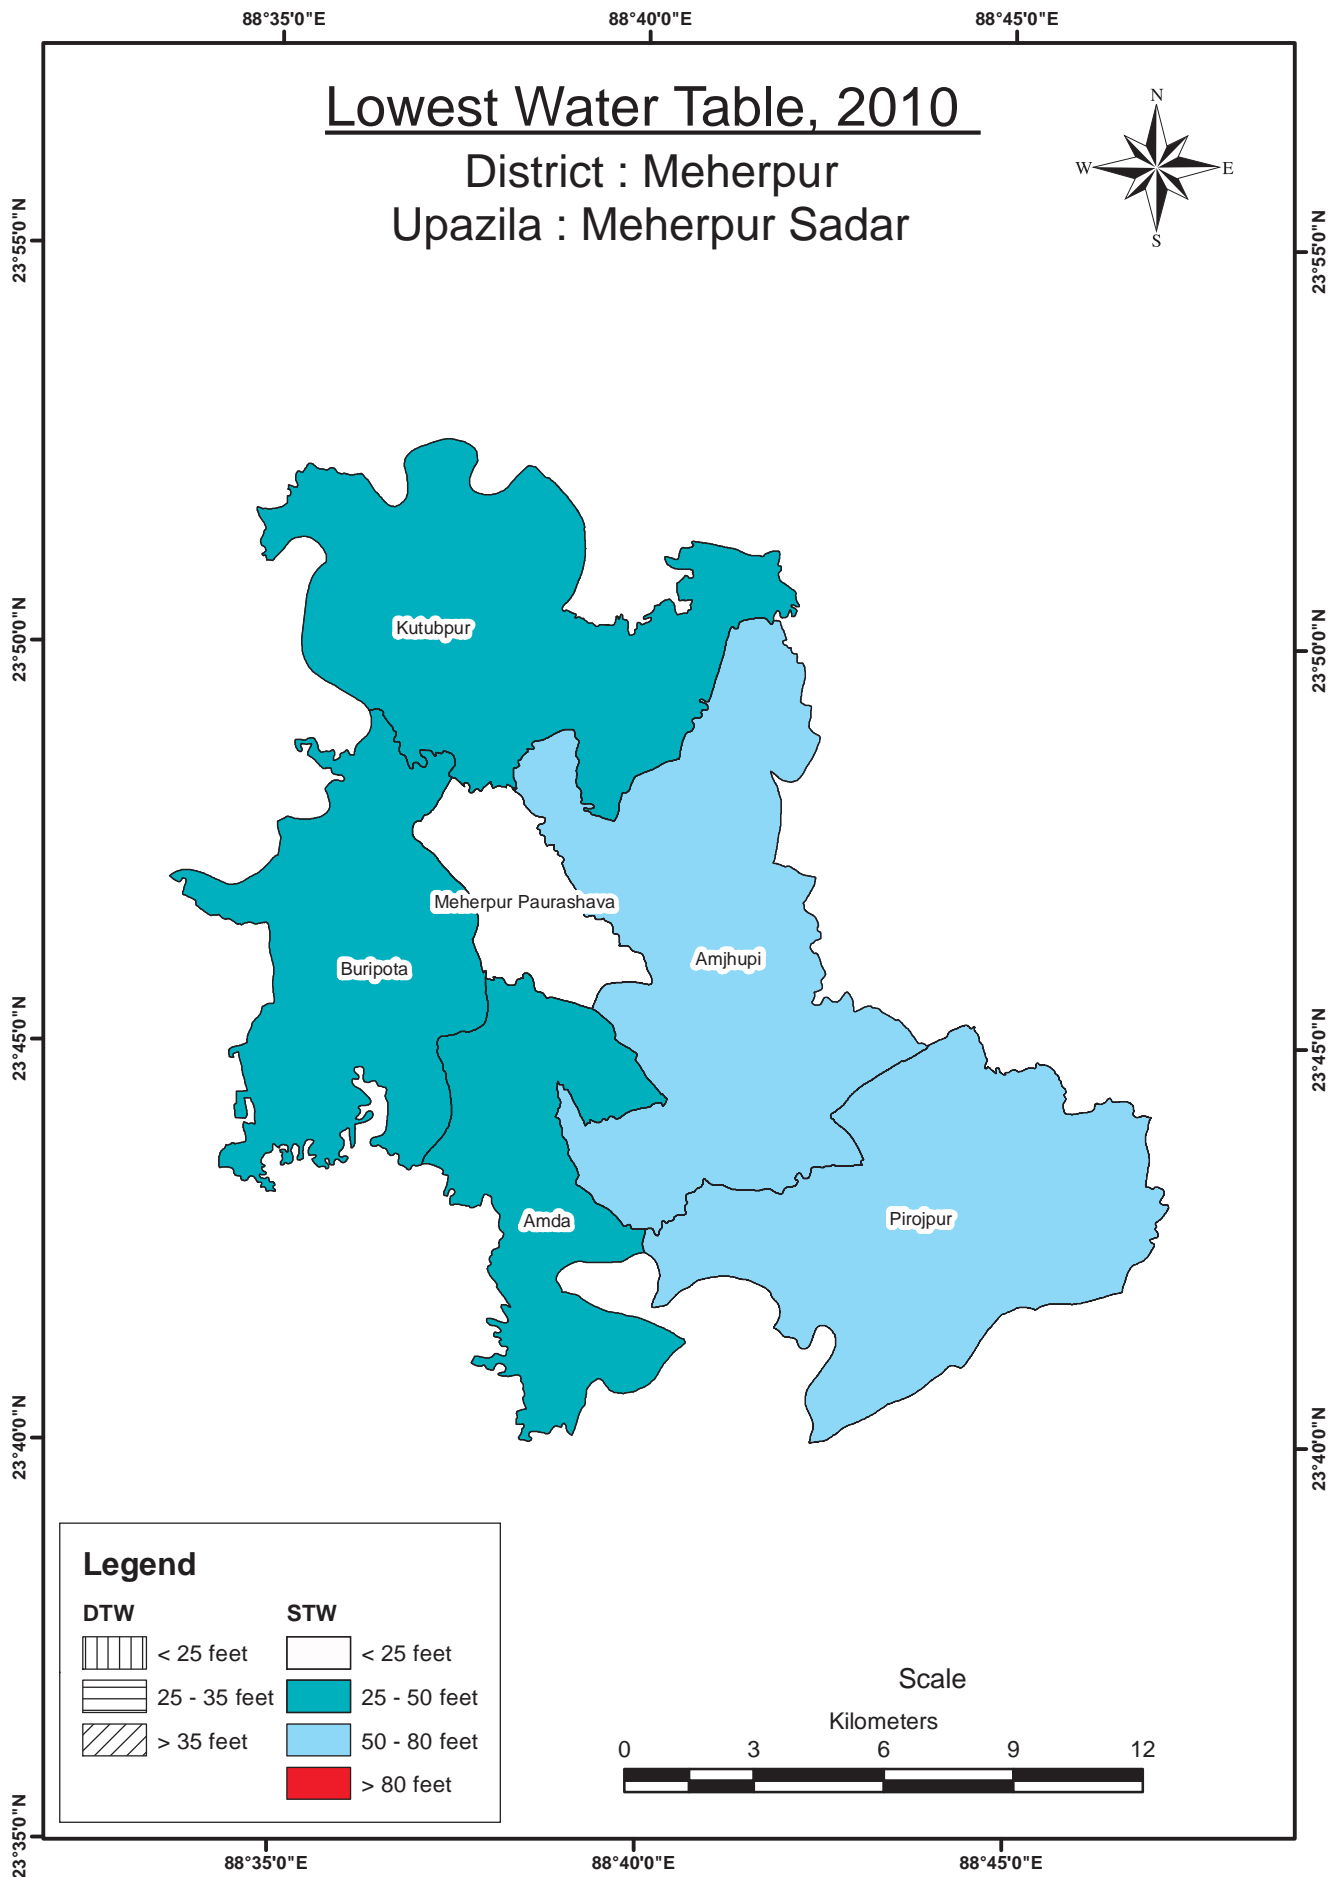 88°35'0"E 88°40'0"E 88°45'0"E
Lowest Water Table, 2010
District : Meherpur
Upazila : Meherpur Sadar
N
W E
S
23°55'0"N 23°55'0"N
23°50'0"N 23°50'0"N
23°45'0"N 23°45'0"N
23°40'0"N 23°40'0"N
23°35'0"N
Kutubpur
Meherpur Paurashava
Amjhupi
Buripota
Pirojpur
Amda
Legend
DTW STW
< 25 feet < 25 feet
25 - 35 feet 25 - 50 feet
> 35 feet 50 - 80 feet
> 80 feet
Scale
Kilometers
0 3 6 9 12
88°35'0"E 88°40'0"E 88°45'0"E